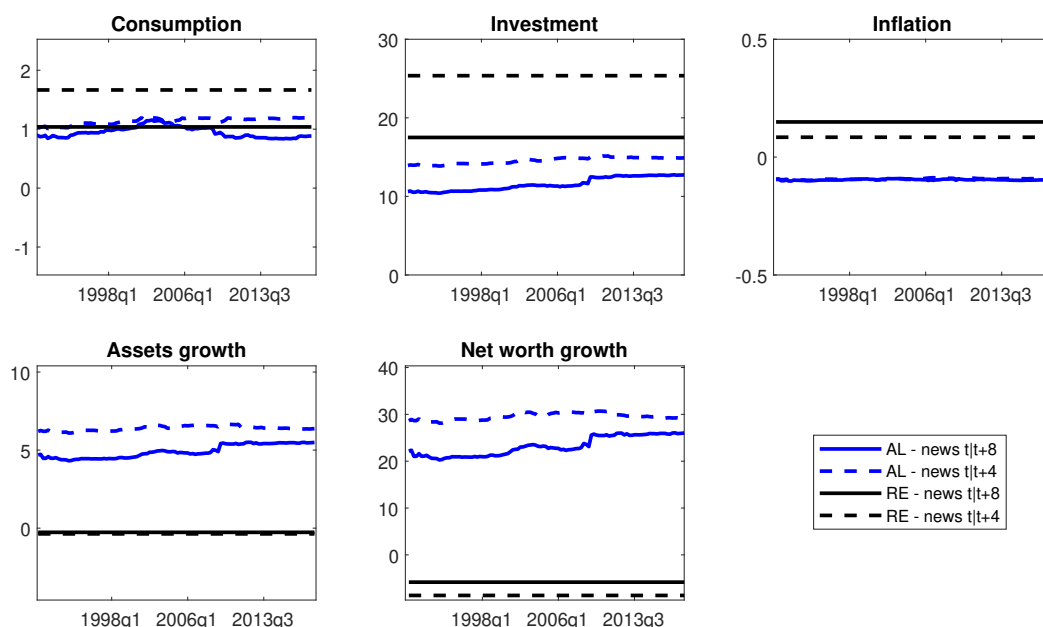 Consumption
2
1
0
-1
1998q1 2006q1 2013q3
Investment
30
20
10
0
1998q1 2006q1 2013q3
Inflation
0.5
0
-0.5
1998q1 2006q1 2013q3
Assets growth
10
5
0
1998q1 2006q1 2013q3
Net worth growth
40
30
20
10
0
1998q1 2006q1 2013q3
AL - news t|t+8
AL - news t|t+4
RE - news t|t+8
RE - news t|t+4